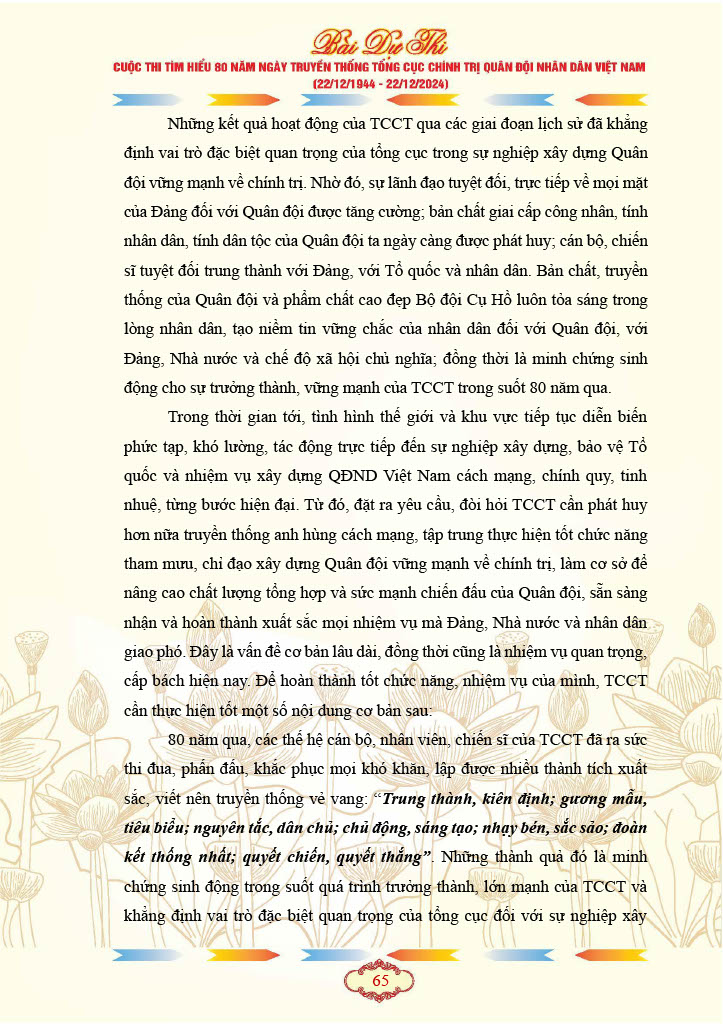 Bài Dự Thi
CUỘC THI TÌM HIỂU 80 NĂM NGÀY TRUYỀN THỐNG TỔNG CỤC CHÍNH TRỊ QUÂN ĐỘI NHÂN DÂN VIỆT NAM
(22/12/1944 - 22/12/2024)
Những kết quả hoạt động của TCCT qua các giai đoạn lịch sử đã khẳng
định vai trò đặc biệt quan trọng của tổng cục trong sự nghiệp xây dựng Quân
đội vững mạnh về chính trị. Nhờ đó, sự lãnh đạo tuyệt đối, trực tiếp về mọi mặt
của Đảng đối với Quân đội được tăng cường; bản chất giai cấp công nhân, tính
nhân dân, tính dân tộc của Quân đội ta ngày càng được phát huy; cán bộ, chiến
sĩ tuyệt đối trung thành với Đảng, với Tổ quốc và nhân dân. Bản chất, truyền
thống của Quân đội và phẩm chất cao đẹp Bộ đội Cụ Hồ luôn tỏa sáng trong
lòng nhân dân, tạo niềm tin vững chắc của nhân dân đối với Quân đội, với
Đảng, Nhà nước và chế độ xã hội chủ nghĩa; đồng thời là minh chứng sinh
động cho sự trưởng thành, vững mạnh của TCCT trong suốt 80 năm qua.
Trong thời gian tới, tình hình thế giới và khu vực tiếp tục diễn biến
phức tạp, khó lường, tác động trực tiếp đến sự nghiệp xây dựng, bảo vệ Tổ
quốc và nhiệm vụ xây dựng QĐND Việt Nam cách mạng, chính quy, tinh
nhuệ, từng bước hiện đại. Từ đó, đặt ra yêu cầu, đòi hỏi TCCT cần phát huy
hơn nữa truyền thống anh hùng cách mạng, tập trung thực hiện tốt chức năng
tham mưu, chỉ đạo xây dựng Quân đội vững mạnh về chính trị, làm cơ sở để
nâng cao chất lượng tổng hợp và sức mạnh chiến đấu của Quân đội, sẵn sàng
nhận và hoàn thành xuất sắc mọi nhiệm vụ mà Đảng, Nhà nước và nhân dân
giao phó. Đây là vấn đề cơ bản lâu dài, đồng thời cũng là nhiệm vụ quan trọng,
cấp bách hiện nay. Để hoàn thành tốt chức năng, nhiệm vụ của mình, TCCT
cần thực hiện tốt một số nội dung cơ bản sau:
80 năm qua, các thế hệ cán bộ, nhân viên, chiến sĩ của TCCT đã ra sức
thi đua, phấn đấu, khắc phục mọi khó khăn, lập được nhiều thành tích xuất
sắc, viết nên truyền thống vẻ vang: “Trung thành, kiên định; gương mẫu,
tiêu biểu; nguyên tắc, dân chủ; chủ động, sáng tạo; nhạy bén, sắc sảo; đoàn
kết thống nhất; quyết chiến, quyết thắng”. Những thành quả đó là minh
chứng sinh động trong suốt quá trình trưởng thành, lớn mạnh của TCCT và
khẳng định vai trò đặc biệt quan trọng của tổng cục đối với sự nghiệp xây
65